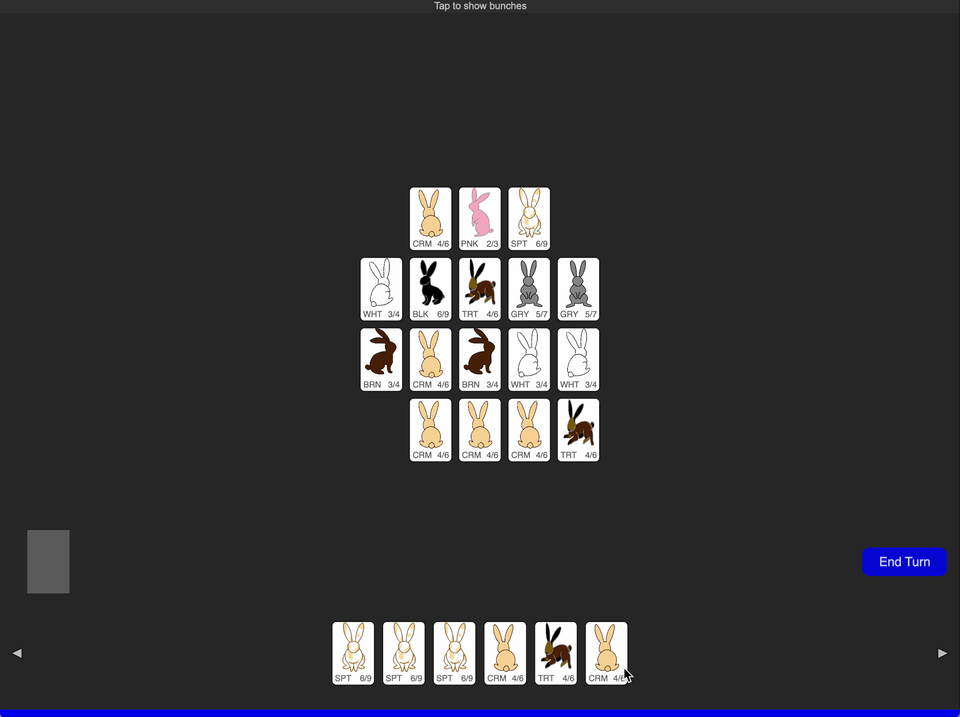 Tap to show bunches
CRM 4/6 PNK 2/3 SPT 6/9
WHT 3/4 BLK 6/9 TRT 4/6 GRY 5/7 GRY 5/7
BRN 3/4 CRM 4/6 BRN 3/4 WHT 3/4 WHT 3/4
CRM 4/6 CRM 4/6 CRM 4/6 TRT 4/6
End Turn
SPT 6/9 SPT 6/9 SPT 6/9 CRM 4/6 TRT 4/6 CRM 4/6